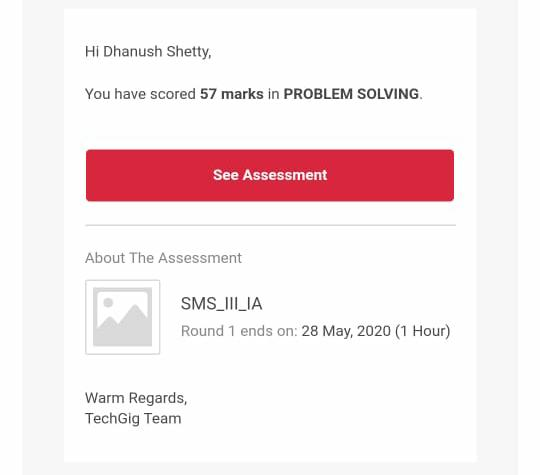 Hi Dhanush Shetty,
You have scored 57 marks in PROBLEM SOLVING.
See Assessment
About The Assessment
SMS_III_IA
Round 1 ends on: 28 May, 2020 (1 Hour)
Warm Regards,
TechGig Team